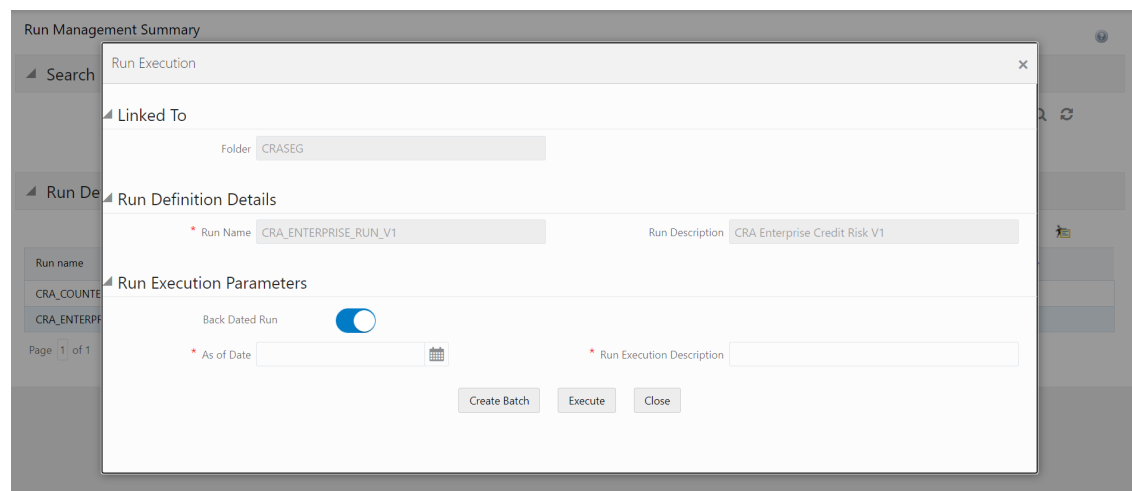 Run Management Summary
Run Execution
Search
Linked To
Folder CRASEG
Run De
Run Definition Details
* Run Name CRA_ENTERPRISE_RUN_V1 Run Description CRA Enterprise Credit Risk V1
Run name
Run Execution Parameters
CRA_COUNTE
CRA_ENTERPR
Back Dated Run
Page 1 of 1
* As of Date * Run Execution Description
Create Batch Execute Close